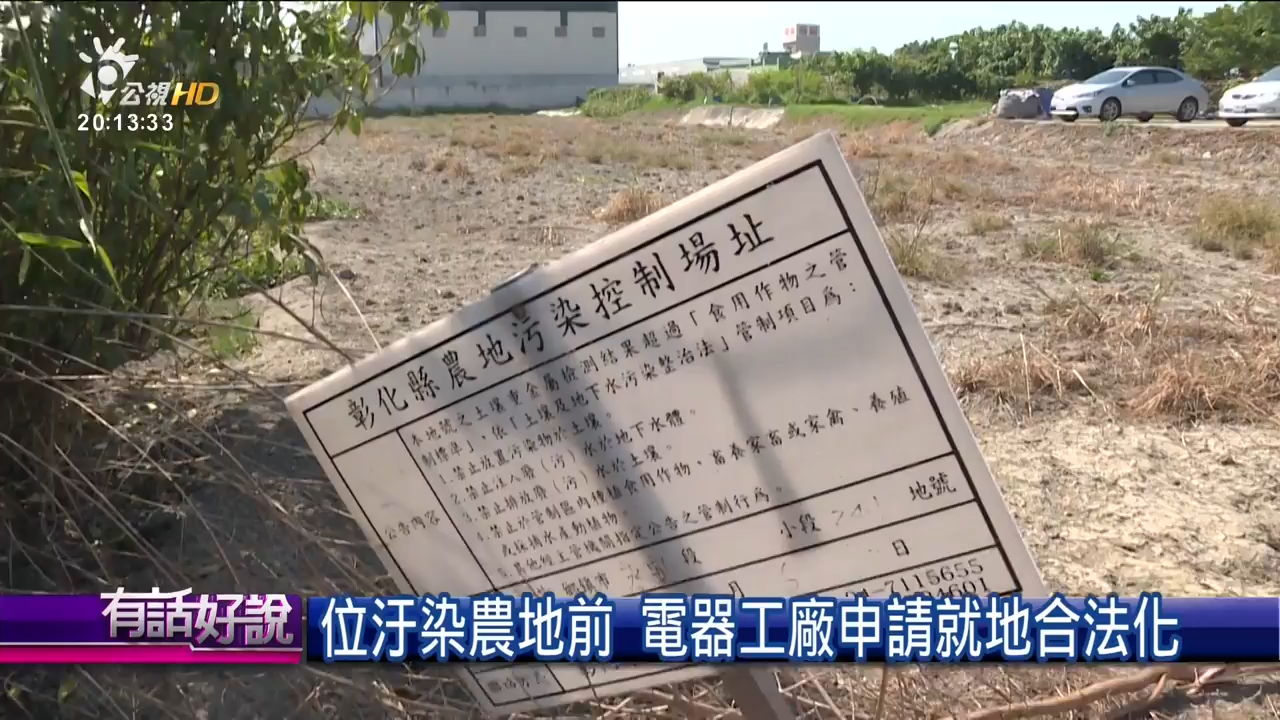 公視HD
20:13:33
彰化縣農地污染控制場址
公告內容
本地號之土壤重金屬檢測結果超過「食用作物之管
制標準」，依「土壤及地下水污染整治法」管制項目為：
1.禁止放置污染物於土壤。
2.禁止注入廢（污）水於地下水體。
3.禁止排放廢（污）水於土壤。
4.禁止於管制區內種植食用作物、畜養家畜或家禽、養殖
或採捕水產動植物。
5.其他經主管機關指定公告之管制行為。
鄉鎮市 段 小段 地號
月 日
7115655
有話好說
位汙染農地前 電器工廠申請就地合法化